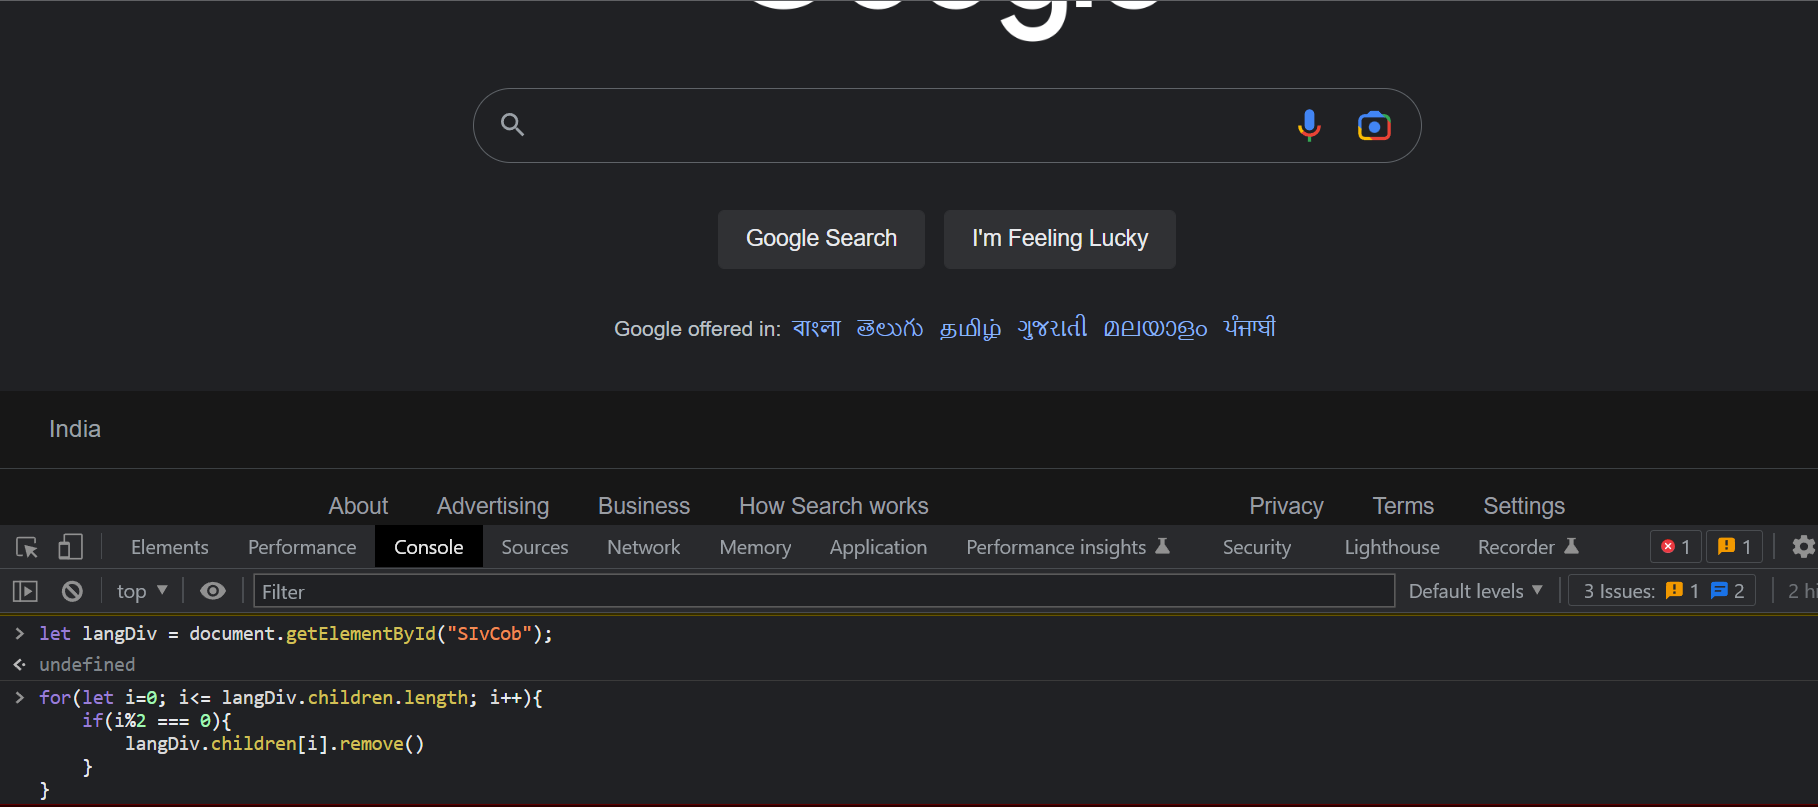 Google Search I'm Feeling Lucky
Google offered in: বাংলা తెలుగు தமிழ் ગુજરાતી മലയാളം ਪੰਜਾਬੀ
India
About Advertising Business How Search works Privacy Terms Settings
Elements Performance Console Sources Network Memory Application Performance insights Security Lighthouse Recorder 1 1
top Filter Default levels 3 Issues: 1 2 2 hi
let langDiv = document.getElementById("SIvCob");
undefined
for(let i=0; i<= langDiv.children.length; i++){
if(i%2 === 0){
langDiv.children[i].remove()
}
}